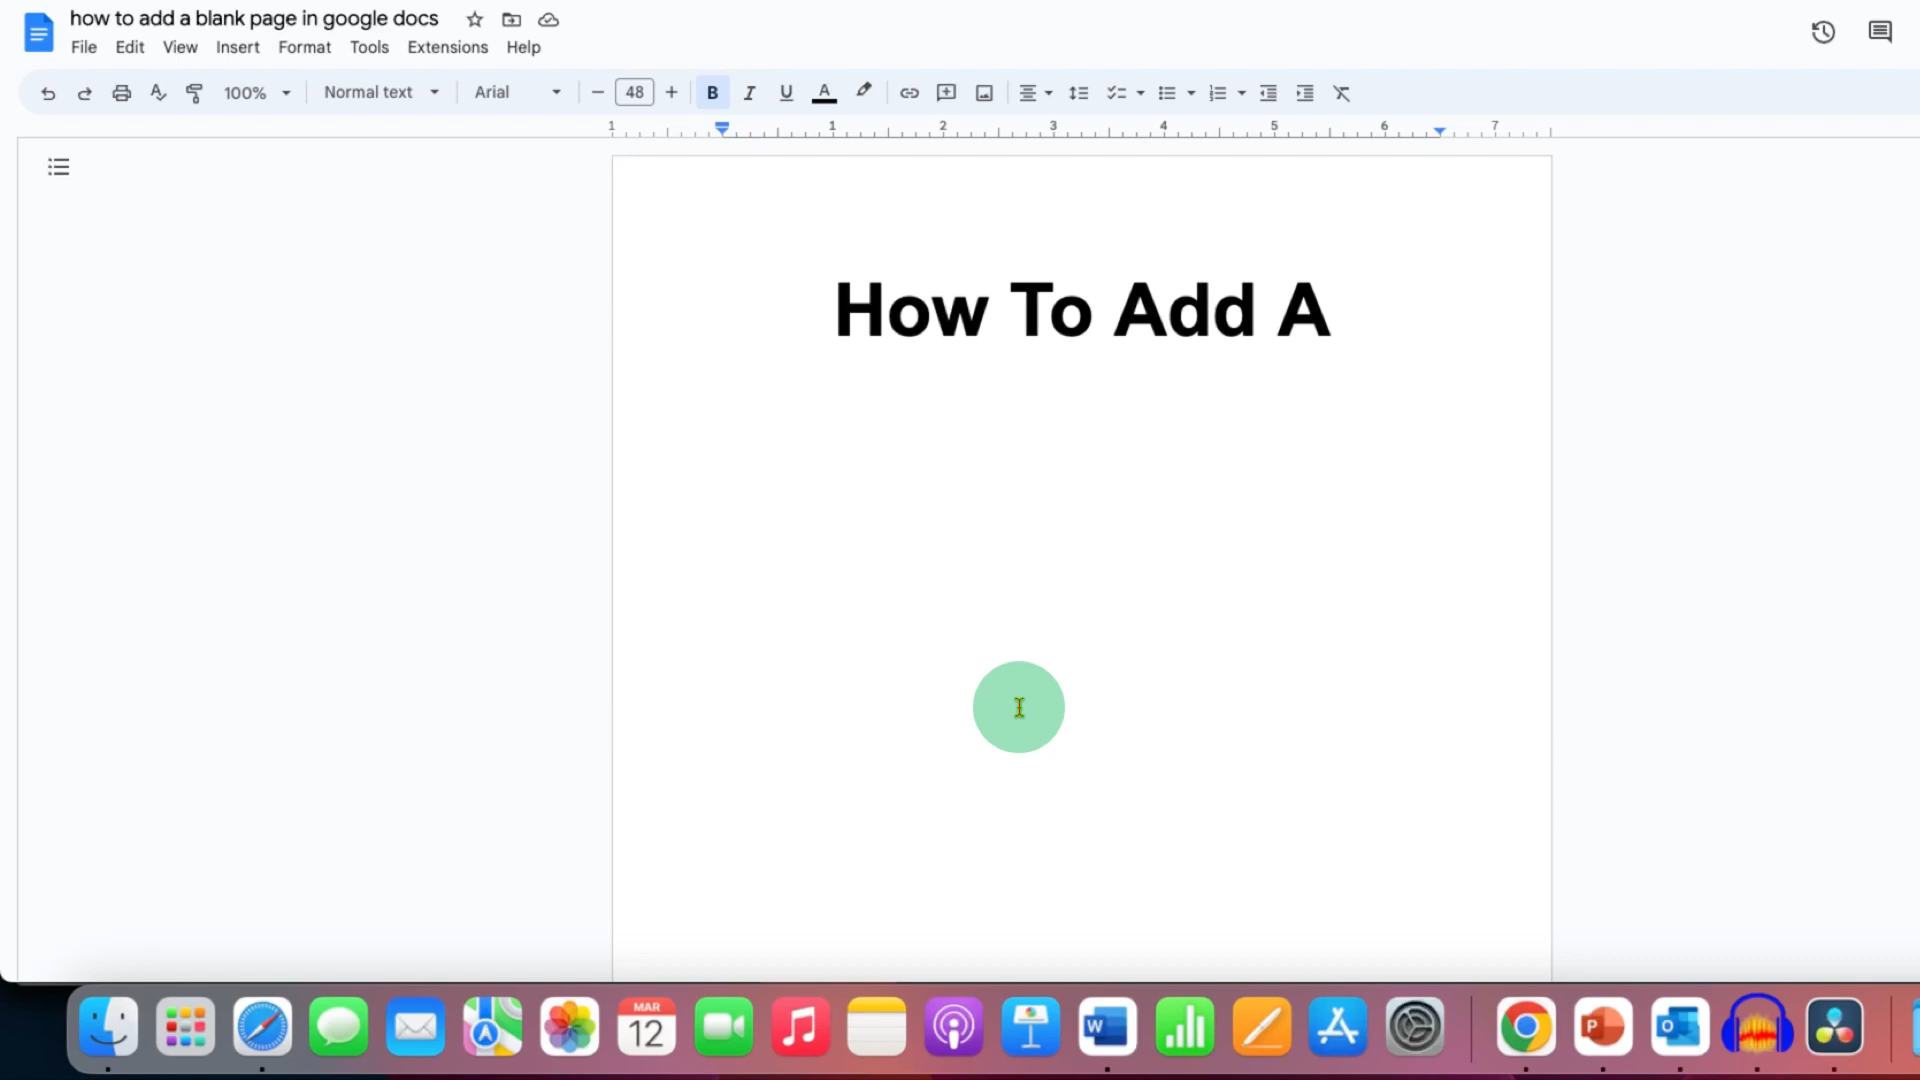 how to add a blank page in google docs
File Edit View Insert Format Tools Extensions Help
100% Normal text Arial 48 B I U A
1 1 2 3 4 5 6 7
How To Add A
MAR
12
W P O